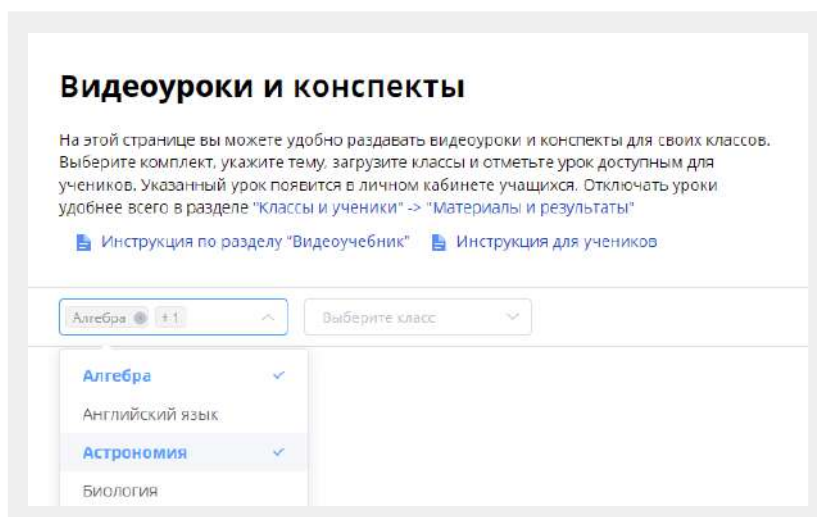 Видеоуроки и конспекты
На этой странице вы можете удобно раздавать видеоуроки и конспекты для своих классов.
Выберите комплект, укажите тему, загрузите классы и отметьте урок доступным для
учеников. Указанный урок появится в личном кабинете учащихся. Отключать уроки
удобнее всего в разделе "Классы и ученики" -> "Материалы и результаты"
Инструкция по разделу "Видеоучебник" Инструкция для учеников
Алгебра + 1 Выберите класс
Алгебра
Английский язык
Астрономия
Биология